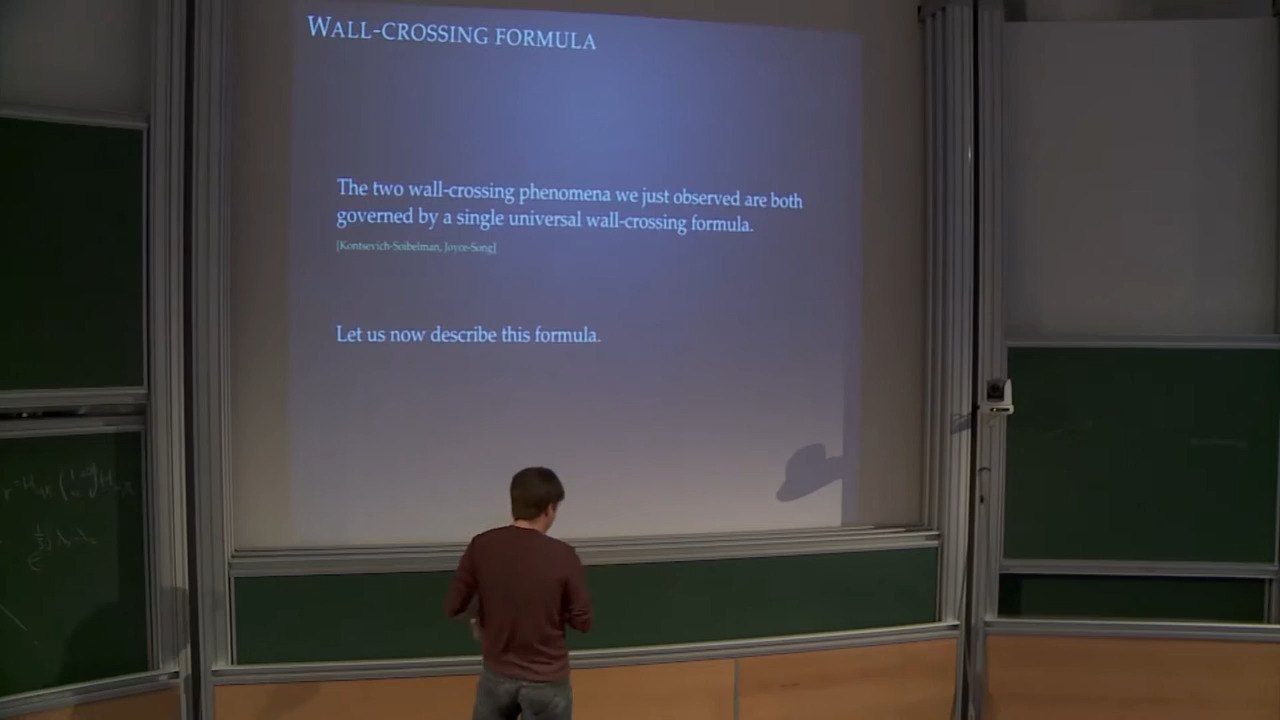 WALL-CROSSING FORMULA
The two wall-crossing phenomena we just observed are both
governed by a single universal wall-crossing formula.
[Kontsevich-Soibelman, Joyce-Song]
Let us now describe this formula.